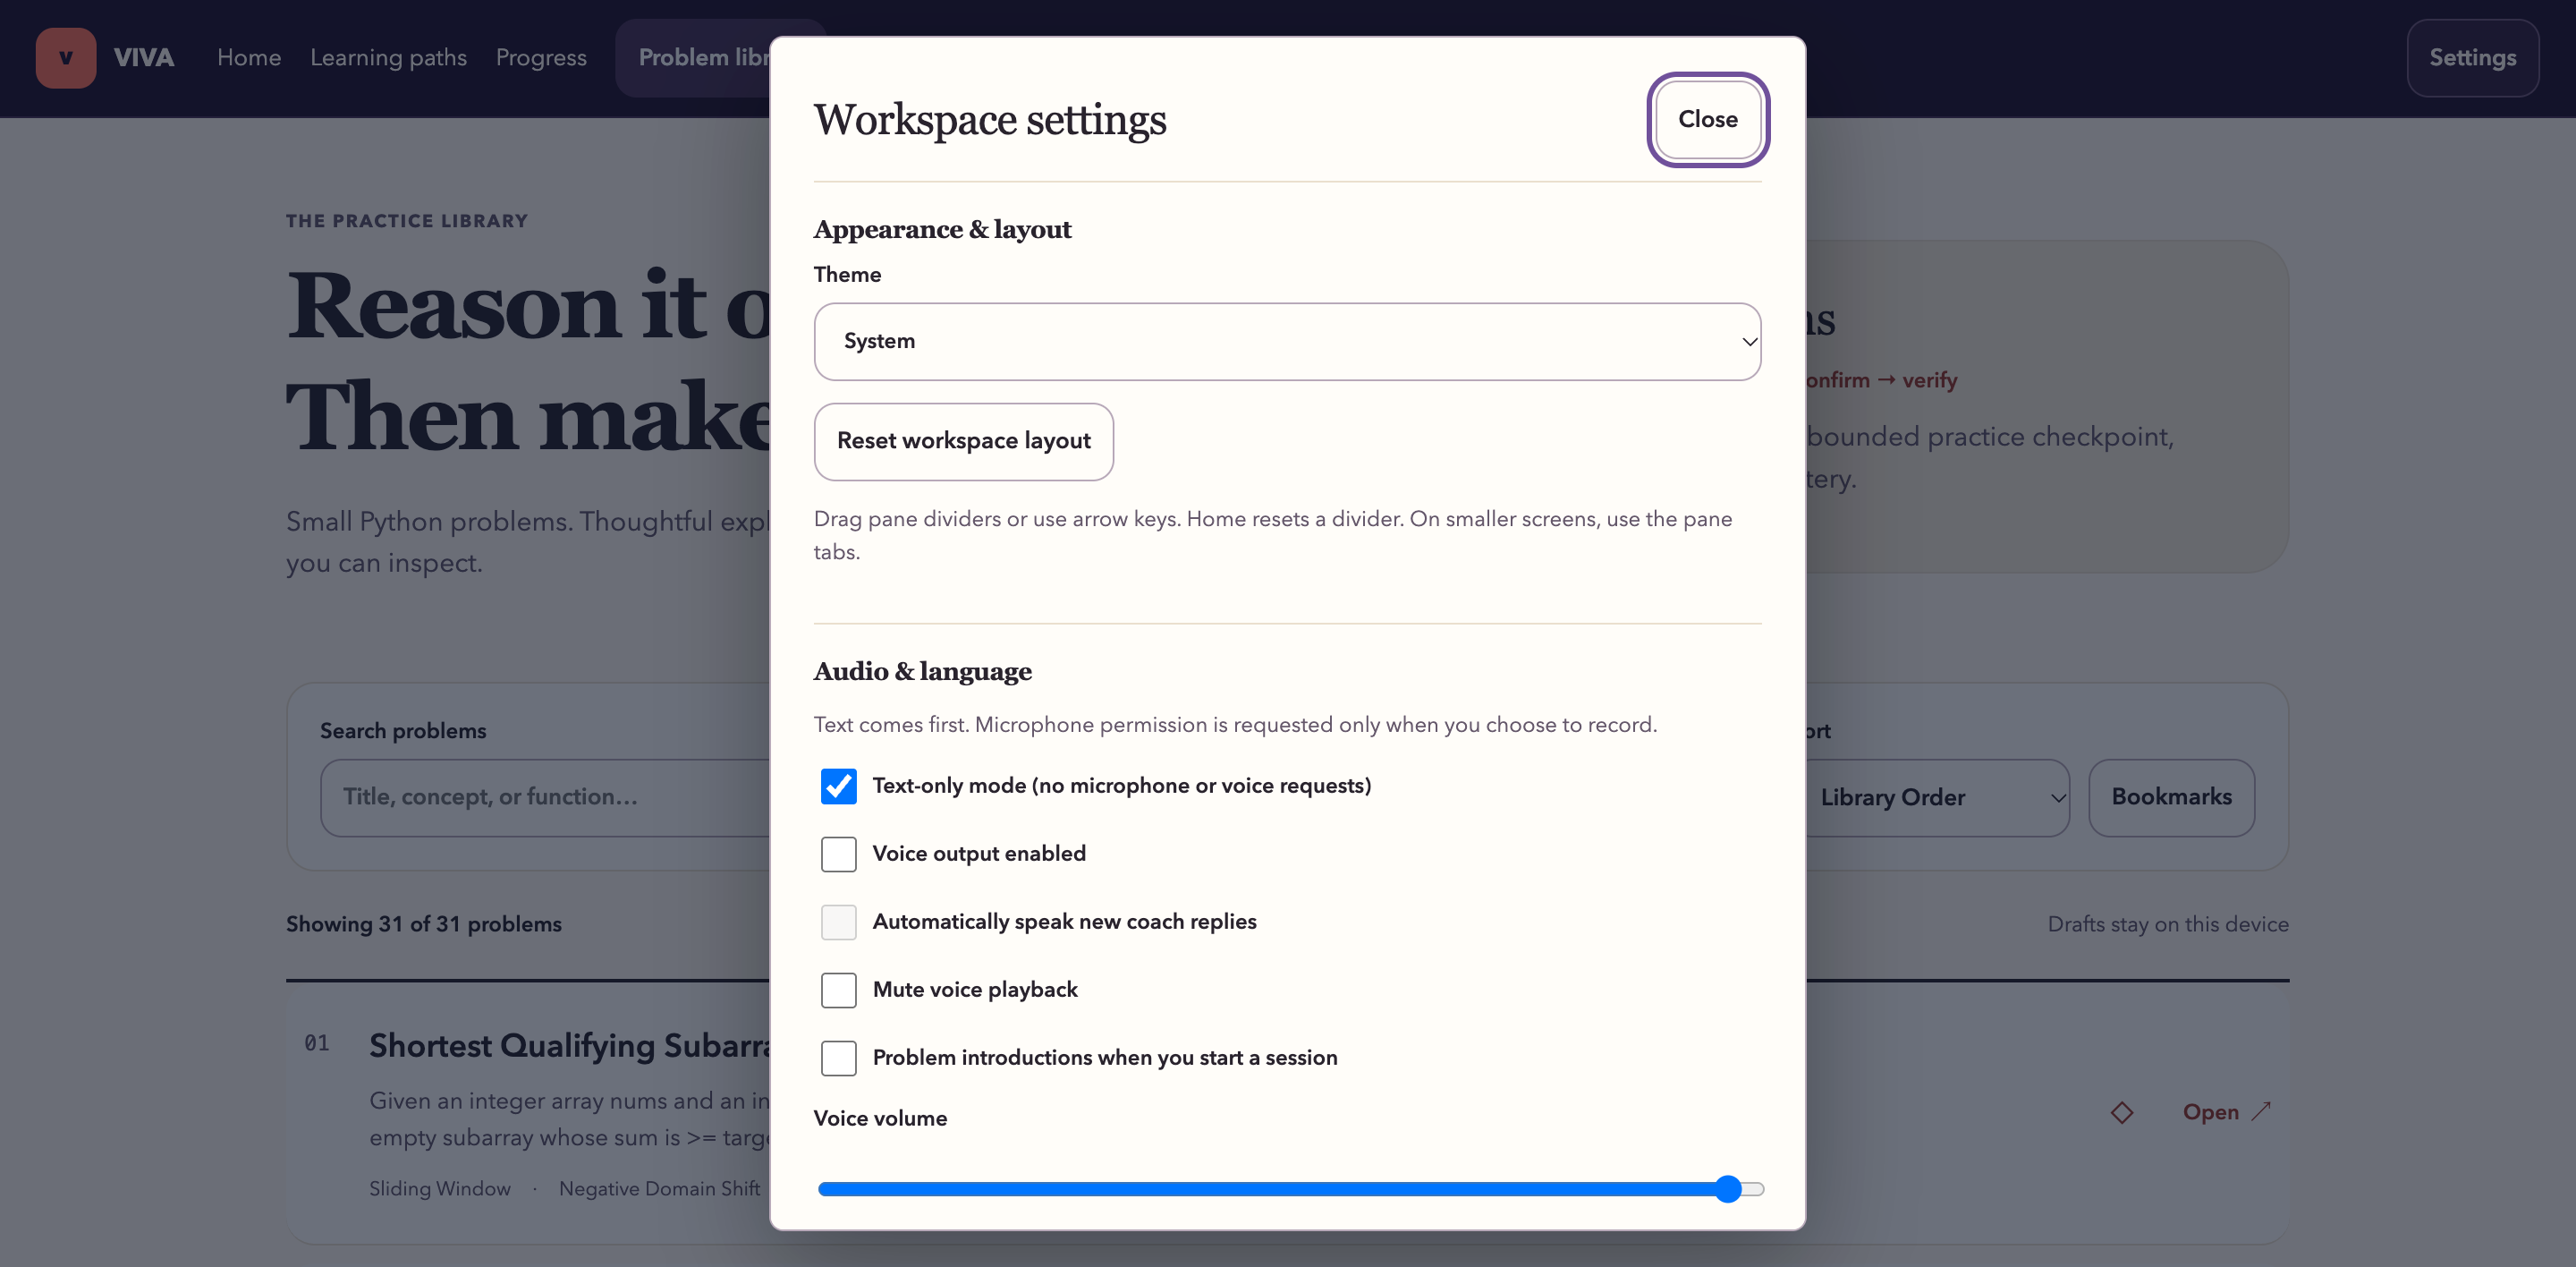 V
VIVA
Home
Learning paths
Progress
Problem
Settings
Workspace settings
Close
THE PRACTICE LIBRARY
Reason it
Then make
Small Python problems. Thoughtful
you can inspect.
→ verify
bounded practice checkpoint,
Appearance & layout
Theme
System
Reset workspace layout
Drag pane dividers or use arrow keys. Home resets a divider. On smaller screens, use the pane
tabs.
Audio & language
Text comes first. Microphone permission is requested only when you choose to record.
Text-only mode (no microphone or voice requests)
Voice output enabled
Automatically speak new coach replies
Mute voice playback
Problem introductions when you start a session
Voice volume
Search problems
Title, concept, or function...
Library Order
Bookmarks
Showing 31 of 31 problems
Drafts stay on this device
01
Shortest Qualifying
Given an integer array nums and an
empty subarray whose sum is >=
Sliding Window · Negative Domain Shift
Open ↗